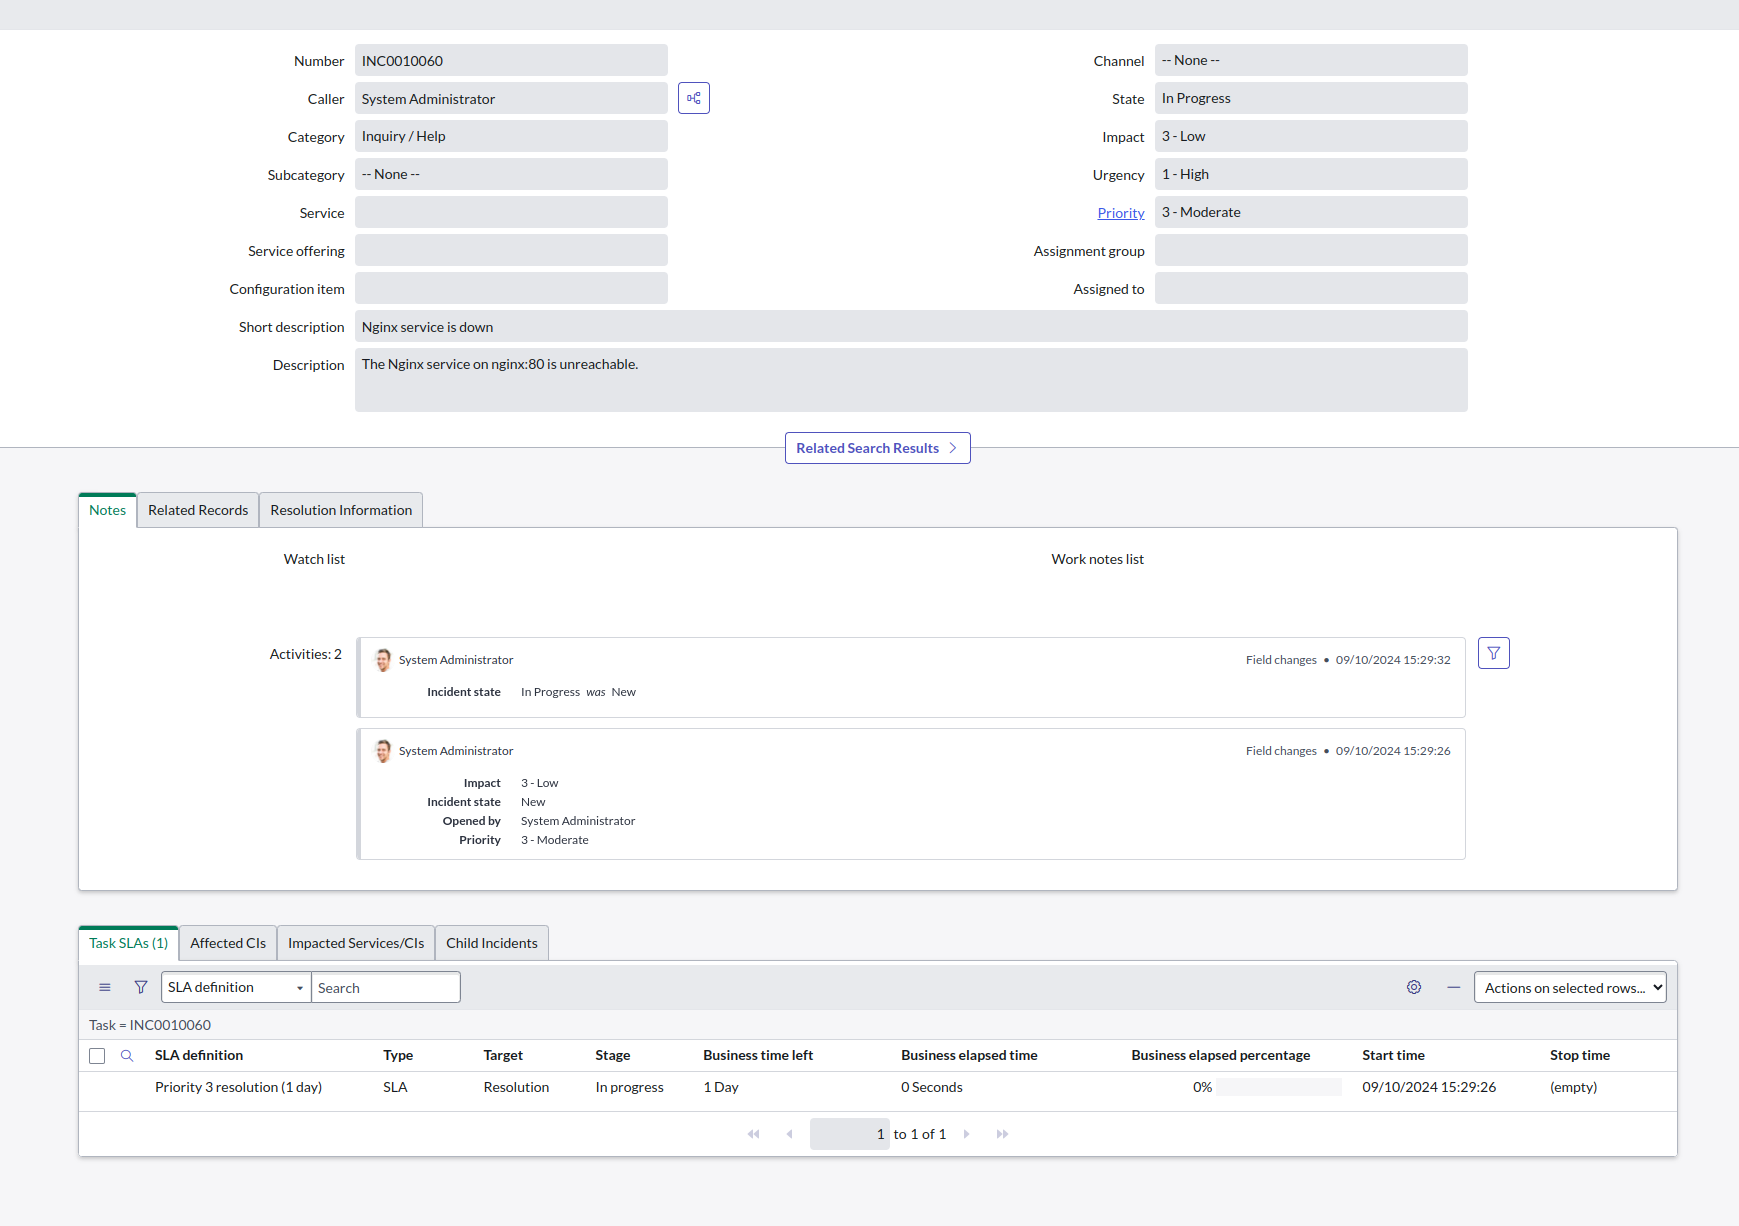 Number INC0010060
Caller System Administrator
Category Inquiry / Help
Subcategory -- None --
Service
Service offering
Configuration item
Channel -- None --
State In Progress
Impact 3 - Low
Urgency 1 - High
Priority 3 - Moderate
Assignment group
Assigned to
Short description Nginx service is down
Description The Nginx service on nginx:80 is unreachable.
Related Search Results
Notes Related Records Resolution Information
Watch list Work notes list
Activities: 2
System Administrator Field changes • 09/10/2024 15:29:32
Incident state In Progress was New
System Administrator Field changes • 09/10/2024 15:29:26
Impact 3 - Low
Incident state New
Opened by System Administrator
Priority 3 - Moderate
Task SLAs (1) Affected CIs Impacted Services/CIs Child Incidents
SLA definition Search Actions on selected rows...
Task = INC0010060
SLA definition Type Target Stage Business time left Business elapsed time Business elapsed percentage Start time Stop time
Priority 3 resolution (1 day) SLA Resolution In progress 1 Day 0 Seconds 0% 09/10/2024 15:29:26 (empty)
1 to 1 of 1